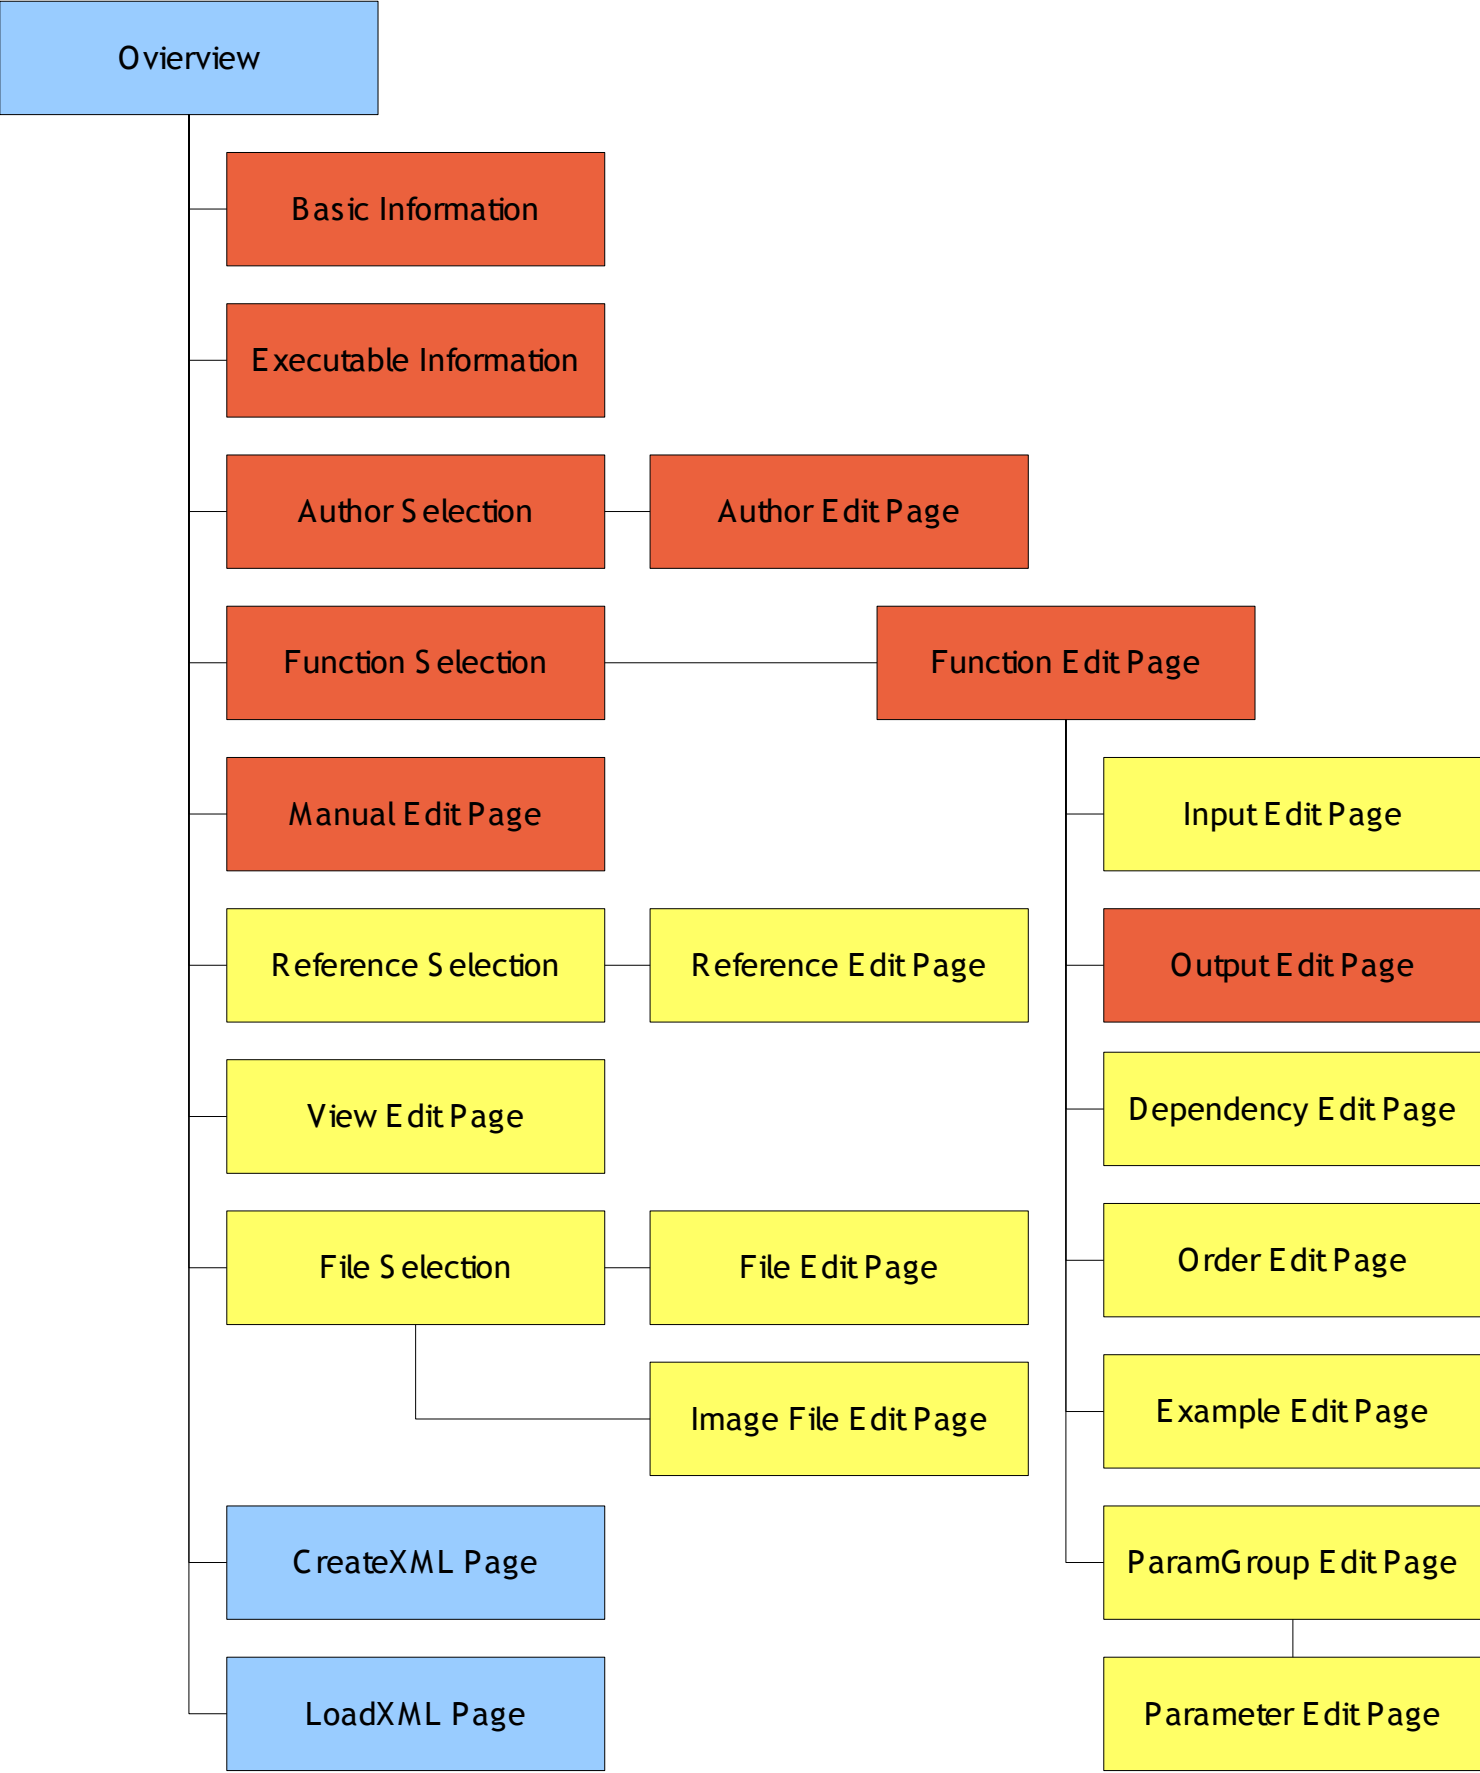 Ovierview
Basic Information
Executable Information
Author Selection
Author Edit Page
Function Selection
Function Edit Page
Manual Edit Page
Input Edit Page
Reference Selection
Reference Edit Page
Output Edit Page
View Edit Page
Dependency Edit Page
File Selection
File Edit Page
Order Edit Page
Image File Edit Page
Example Edit Page
CreateXML Page
ParamGroup Edit Page
LoadXML Page
Parameter Edit Page